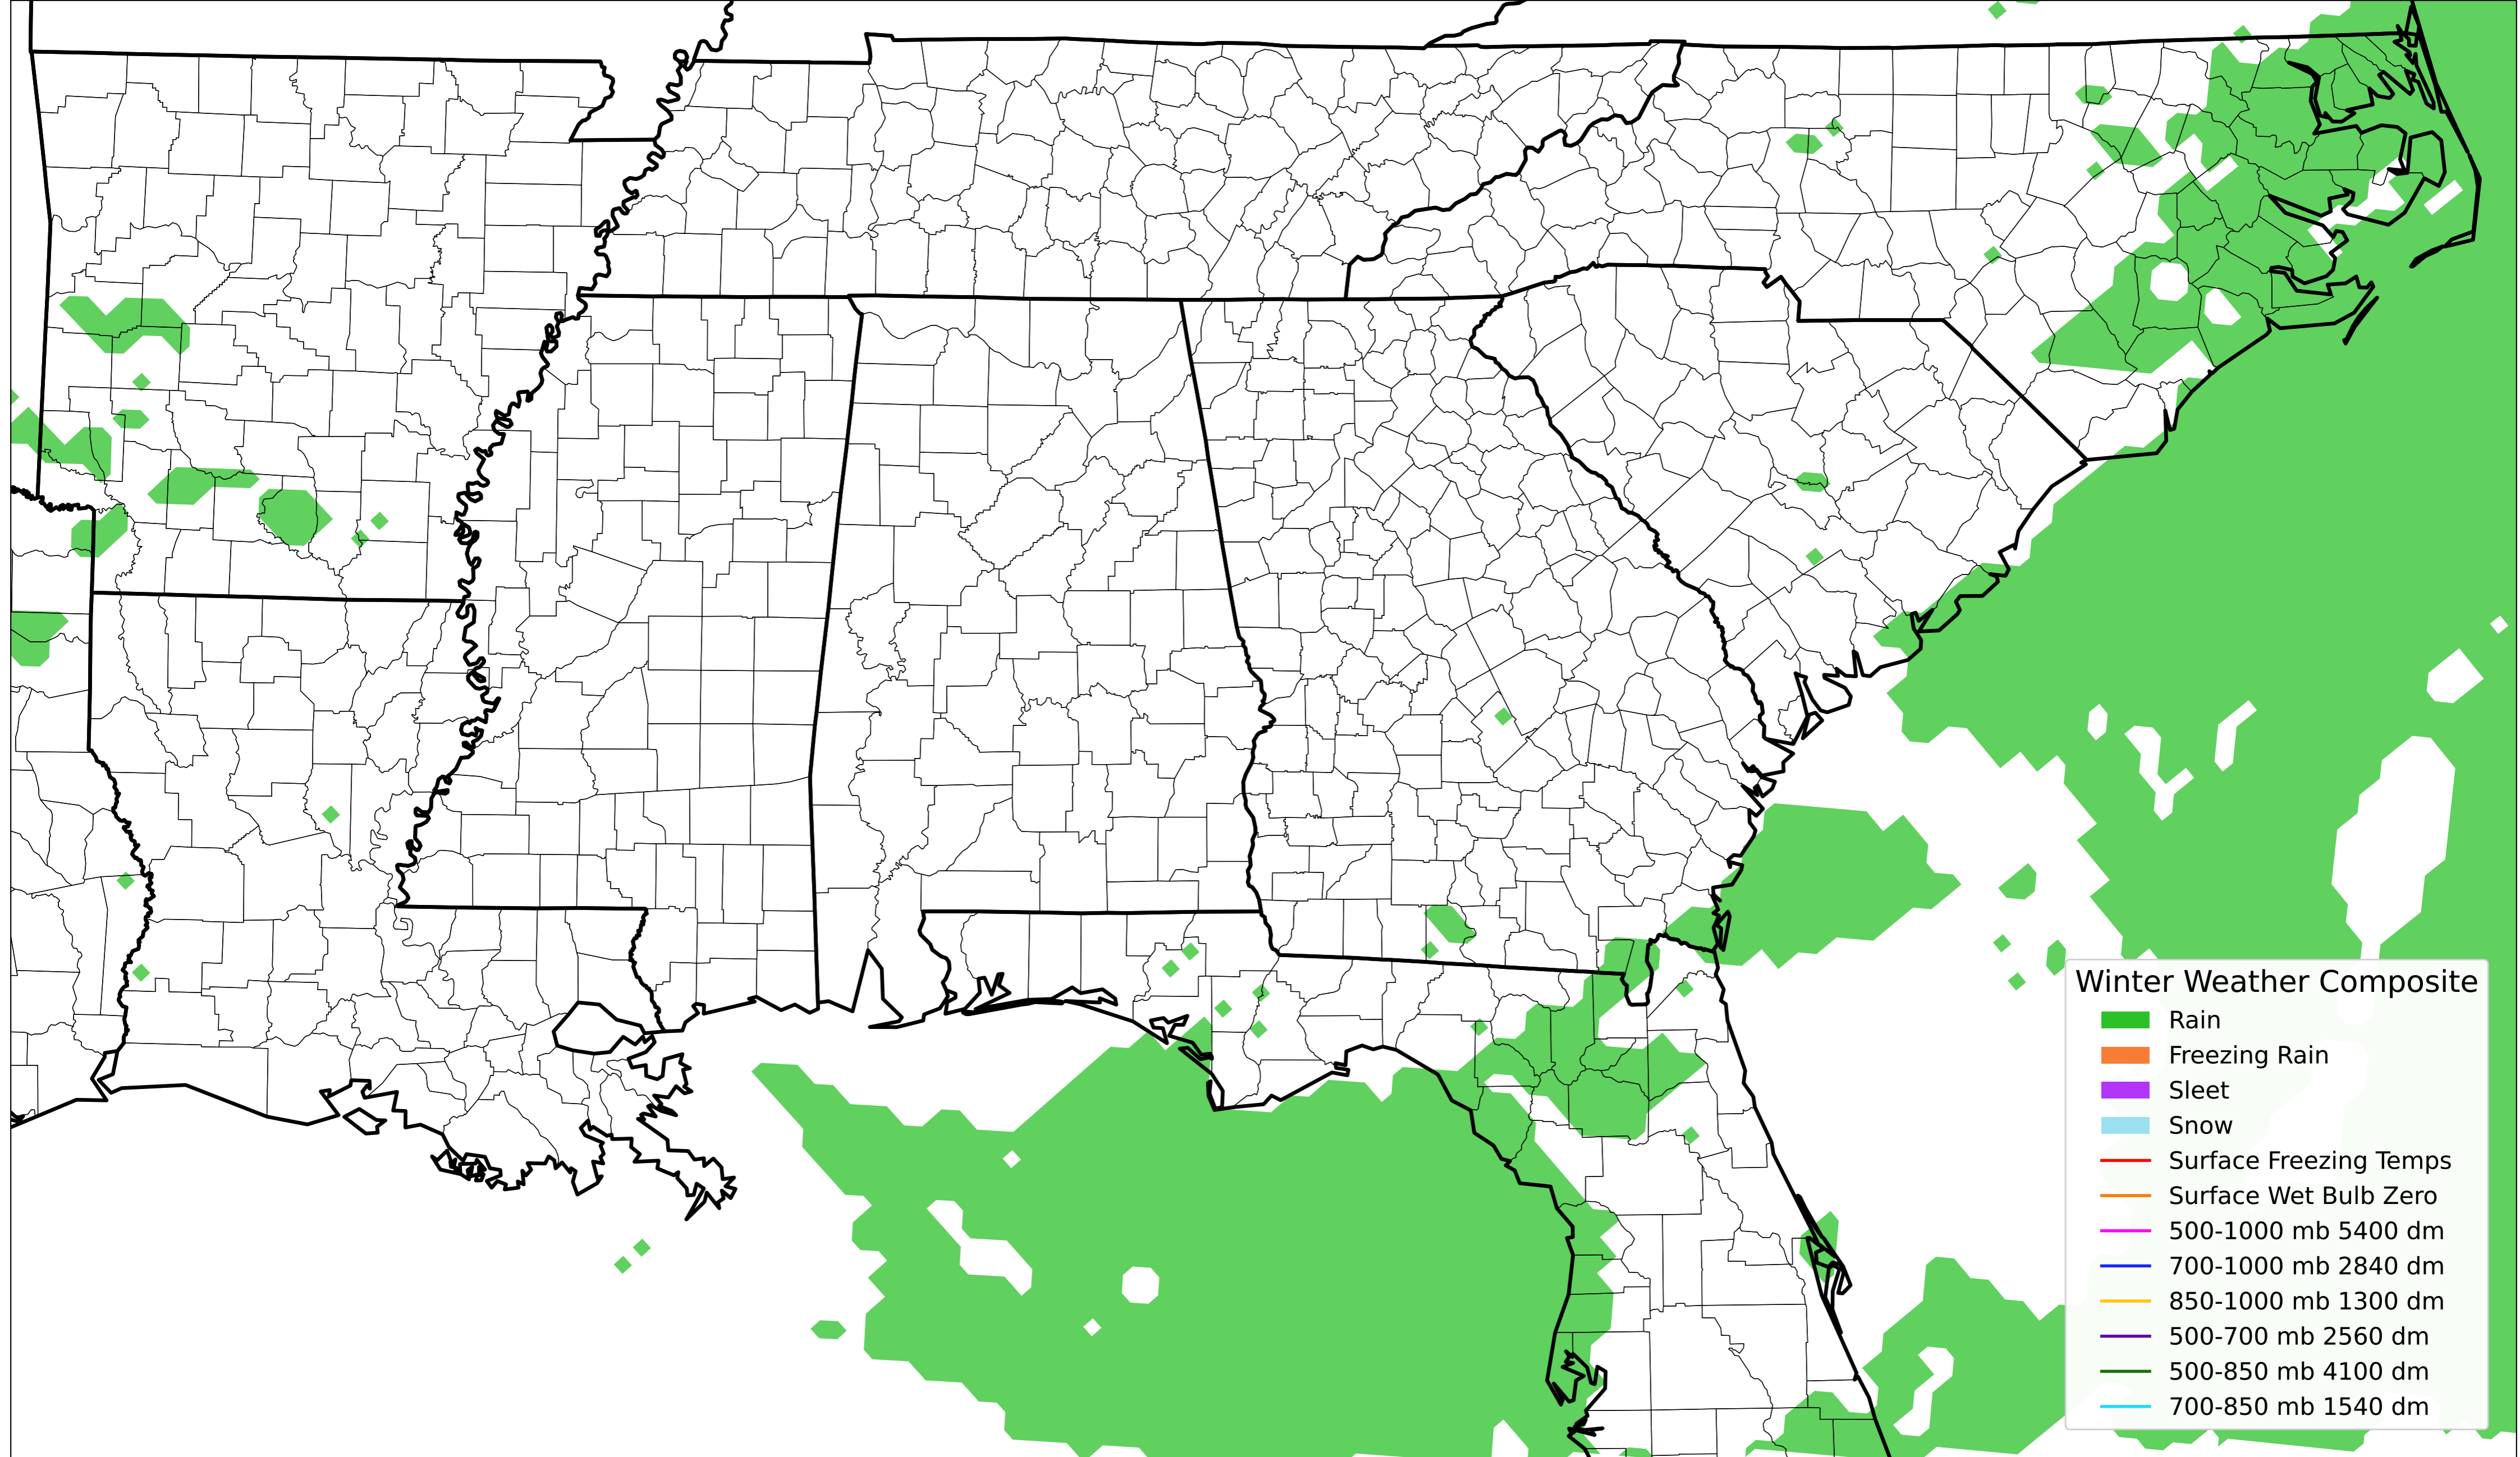 Winter Weather Composite
Rain
Freezing Rain
Sleet
Snow
Surface Freezing Temps
Surface Wet Bulb Zero
500-1000 mb 5400 dm
700-1000 mb 2840 dm
850-1000 mb 1300 dm
500-700 mb 2560 dm
500-850 mb 4100 dm
700-850 mb 1540 dm